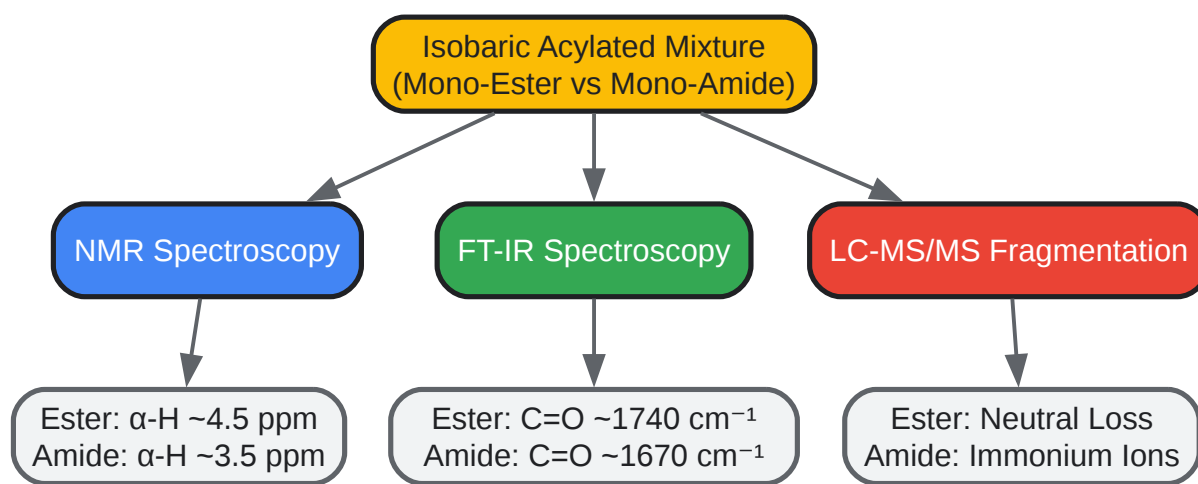 Isobaric Acylated Mixture
(Mono-Ester vs Mono-Amide)
NMR Spectroscopy
FT-IR Spectroscopy
LC-MS/MS Fragmentation
Ester: α-H ~4.5 ppm
Amide: α-H ~3.5 ppm
Ester: C=O ~1740 cm⁻¹
Amide: C=O ~1670 cm⁻¹
Ester: Neutral Loss
Amide: Immonium Ions